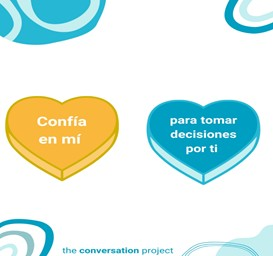 Confía
en mí
para tomar
decisiones
por ti
the conversation project